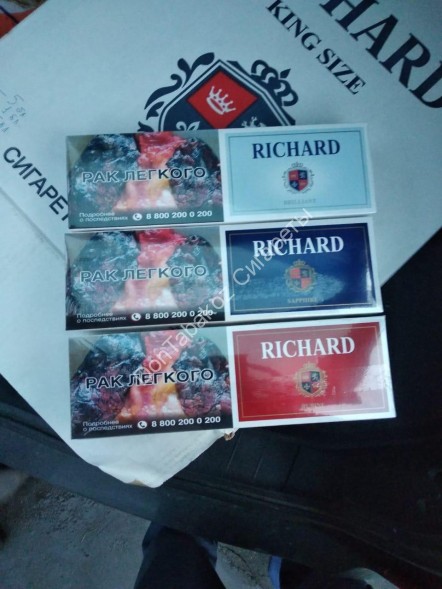 HARD
KING SIZE
СИГАРЕТ
РАК ЛЕГКОГО
Подробнее
о последствиях
8 800 200 0 200
RICHARD
BRILLIANT
РАК ЛЕГКОГО
Подробнее
о последствиях
8 800 200 0 200
RICHARD
SAPPHIRE
РАК ЛЕГКОГО
Подробнее
о последствиях
8 800 200 0 200
RICHARD